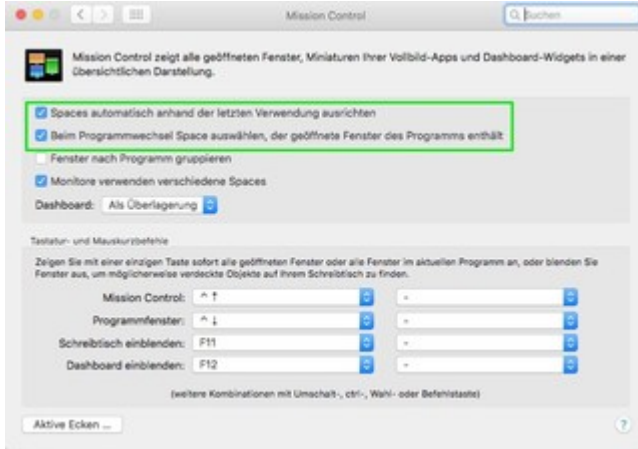 Mission Control
Suchen
Mission Control zeigt alle geöffneten Fenster, Miniaturen Ihrer Vollbild-Apps und Dashboard-Widgets in einer
übersichtlichen Darstellung.
Spaces automatisch anhand der letzten Verwendung ausrichten
Beim Programmwechsel Space auswählen, der geöffnete Fenster des Programms enthält
Fenster nach Programm gruppieren
Monitore verwenden verschiedene Spaces
Dashboard: Als Überlagerung
Tastatur- und Mauskurzbefehle
Zeigen Sie mit einer einzigen Taste sofort alle geöffneten Fenster oder alle Fenster im aktuellen Programm an, oder blenden Sie
Fenster aus, um möglicherweise verdeckte Objekte auf Ihrem Schreibtisch zu finden.
Mission Control: ^ ↑ -
Programmfenster: ^ ↓ -
Schreibtisch einblenden: F11 -
Dashboard einblenden: F12 -
(weitere Kombinationen mit Umschalt-, ctrl-, Wahl- oder Befehlstaste)
Aktive Ecken ... ?